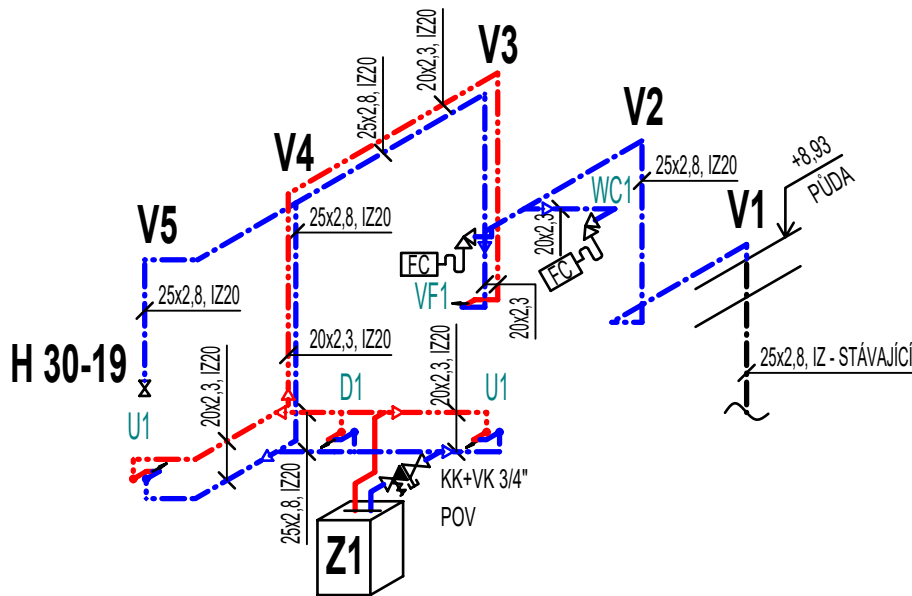 V3
25x2,8, IZ20
20x2,3, IZ20
V2
25x2,8, IZ20
+8,93
PŮDA
V4
WC1
V1
V5
25x2,8, IZ20
20x2,3
FC
FC
25x2,8, IZ20
VF1
20x2,3
H 30-19
20x2,3, IZ20
25x2,8, IZ - STÁVAJÍCÍ
20x2,3, IZ20
D1
20x2,3, IZ20
U1
U1
25x2,8, IZ20
KK+VK 3/4"
POV
Z1